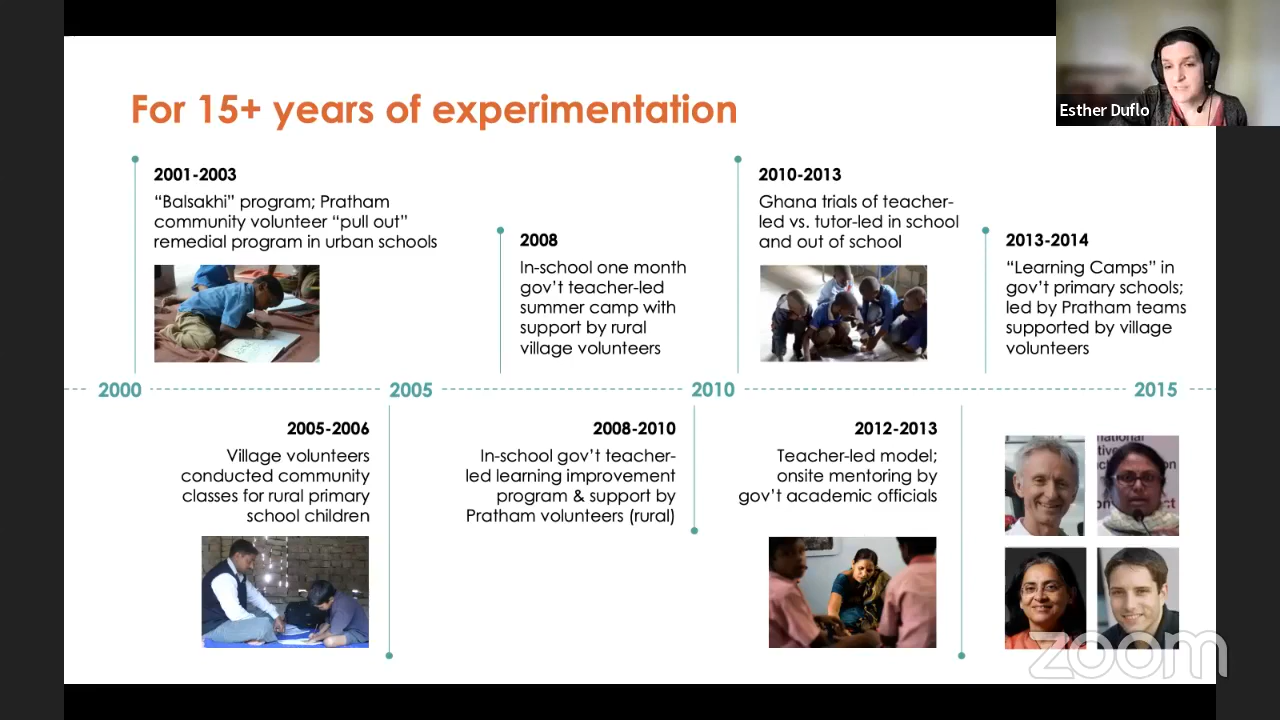 For 15+ years of experimentation
Esther Duflo
2001-2003
“Balsakhi” program; Pratham
community volunteer “pull out”
remedial program in urban schools
2008
In-school one month
gov’t teacher-led
summer camp with
support by rural
village volunteers
2010-2013
Ghana trials of teacher-
led vs. tutor-led in school
and out of school
2013-2014
“Learning Camps” in
gov’t primary schools;
led by Pratham teams
supported by village
volunteers
2000
2005
2010
2015
2005-2006
Village volunteers
conducted community
classes for rural primary
school children
2008-2010
In-school gov’t teacher-
led learning improvement
program & support by
Pratham volunteers (rural)
2012-2013
Teacher-led model;
onsite mentoring by
gov’t academic officials
zoom